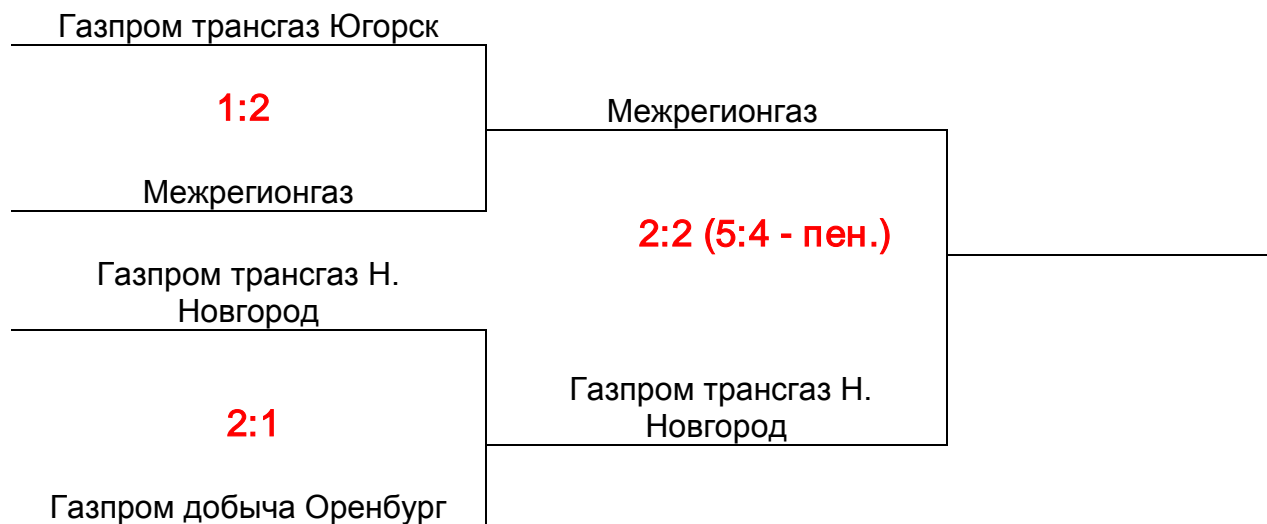 Газпром трансгаз Югорск
1:2
Межрегионгаз
Межрегионгаз
2:2 (5:4 - пен.)
Газпром трансгаз Н.
Новгород
Газпром трансгаз Н.
Новгород
2:1
Газпром добыча Оренбург